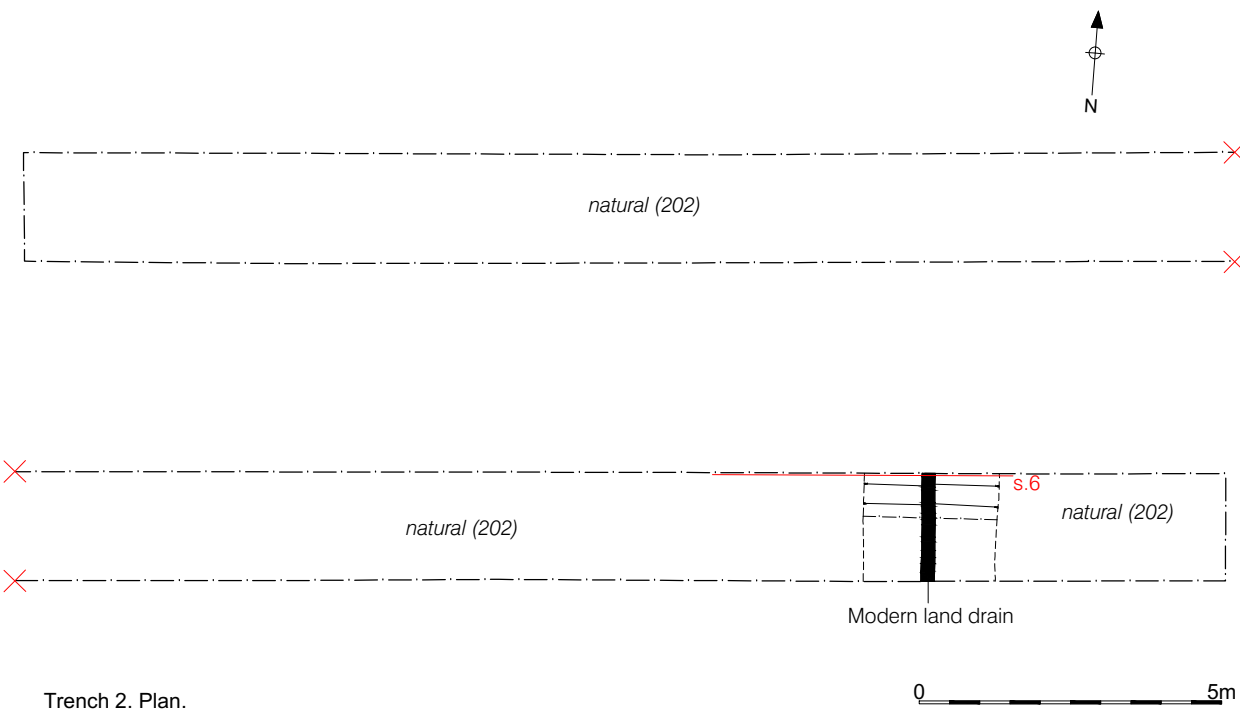 N
natural (202)
s.6
natural (202)
natural (202)
Modern land drain
Trench 2. Plan.
0 5m